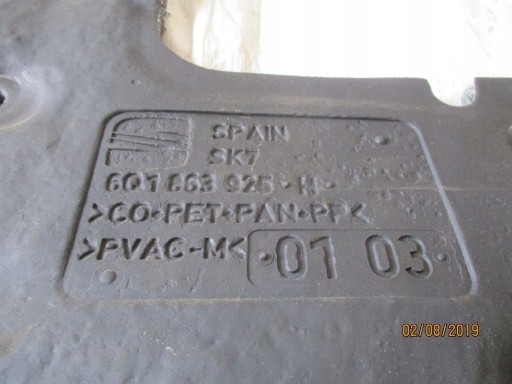 SPAIN
SK7
6Q1 863 925 · H ·
>CO·PET·PAN·PP<
>PVAC-M< ·01 03·
02/08/2019